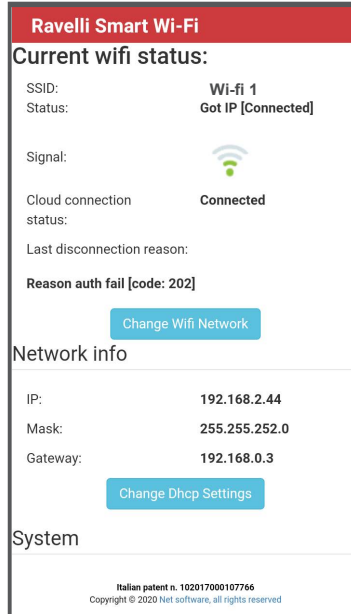 Ravelli Smart Wi-Fi
Current wifi status:
SSID: Wi-fi 1
Status: Got IP [Connected]
Signal:
Cloud connection Connected
status:
Last disconnection reason:
Reason auth fail [code: 202]
Change Wifi Network
Network info
IP: 192.168.2.44
Mask: 255.255.252.0
Gateway: 192.168.0.3
Change Dhcp Settings
System
Italian patent n. 102017000107766
Copyright © 2020 Net software, all rights reserved